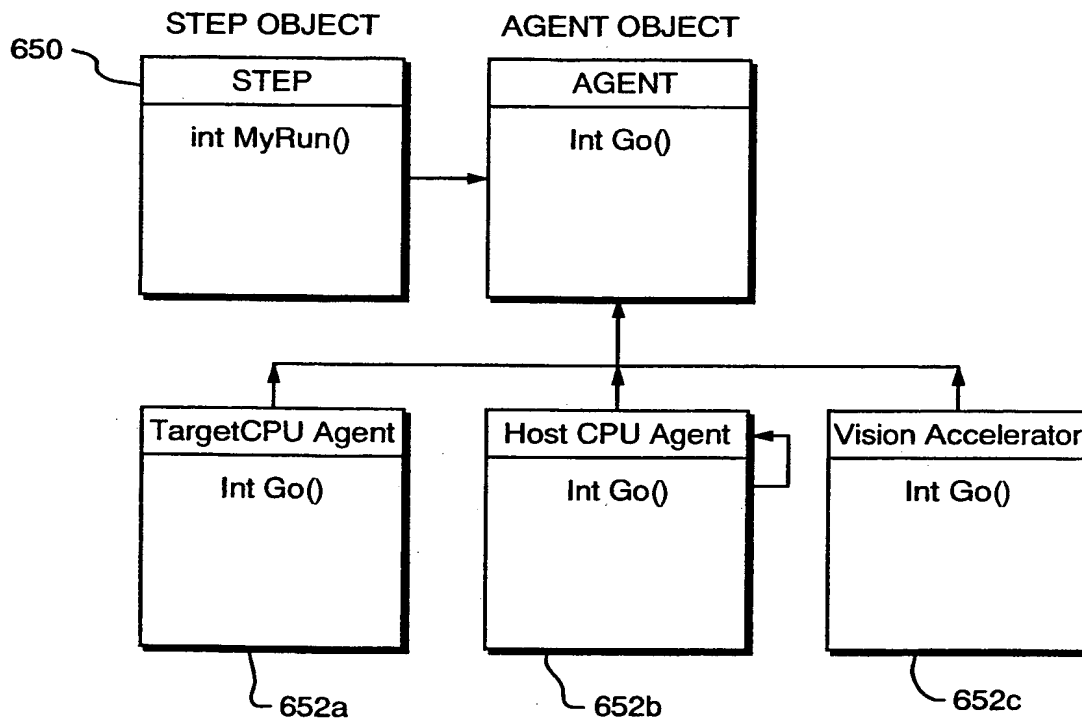 STEP OBJECT
AGENT OBJECT
650
STEP
int MyRun()
AGENT
Int Go()
TargetCPU Agent
Int Go()
Host CPU Agent
Int Go()
Vision Accelerator
Int Go()
652a
652b
652c